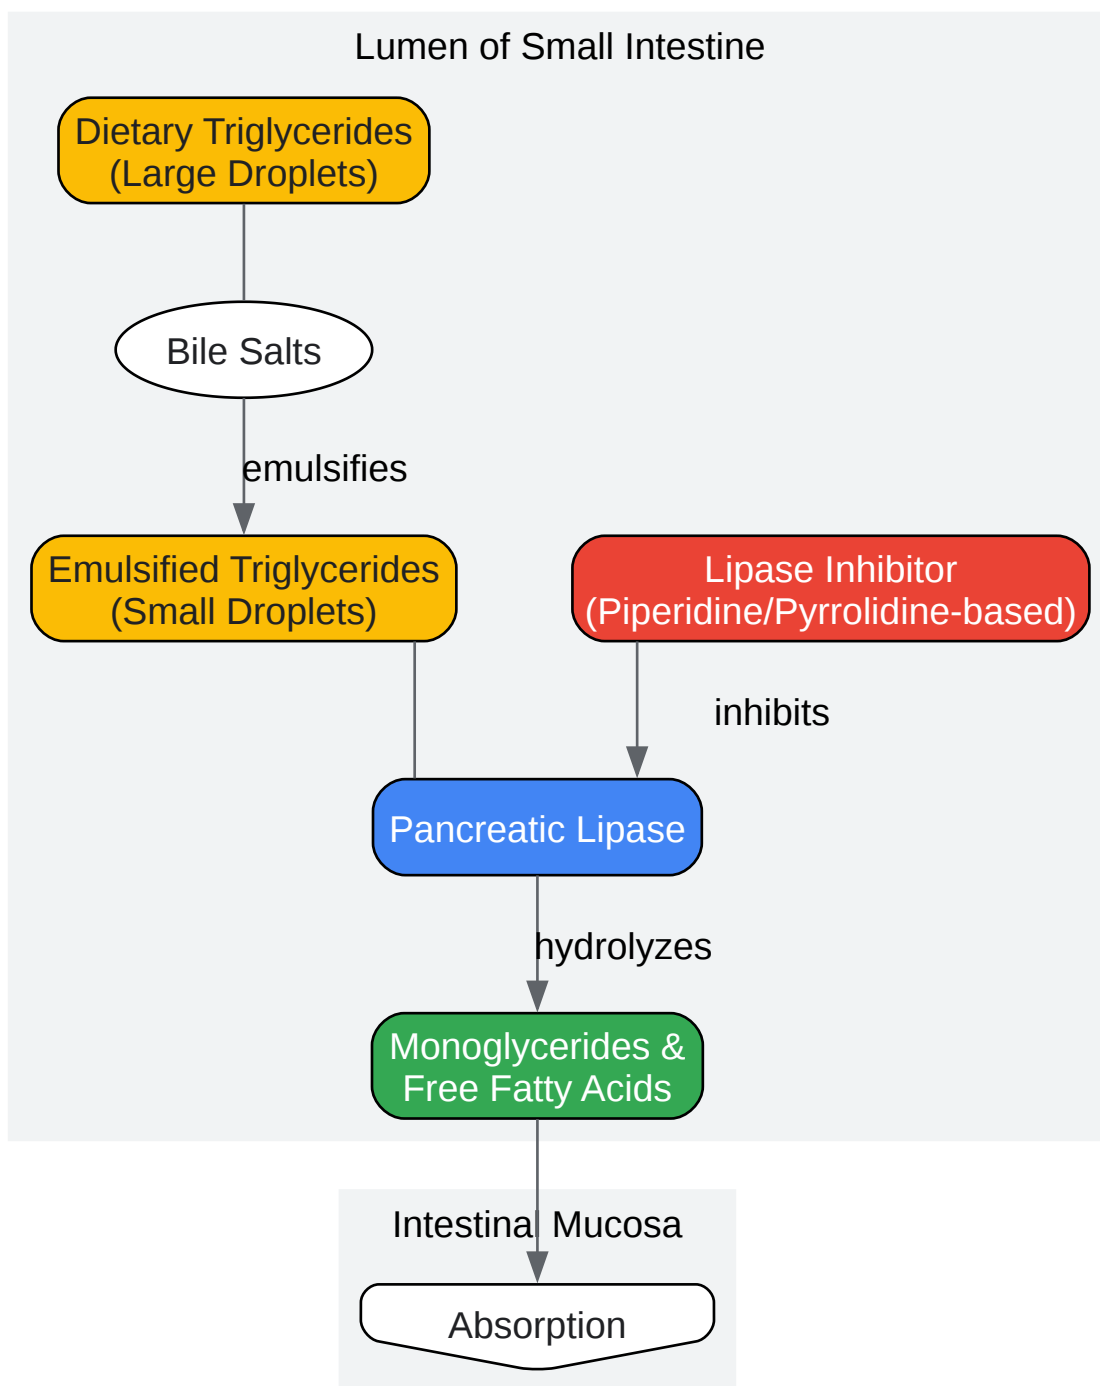 Lumen of Small Intestine
Dietary Triglycerides
(Large Droplets)
Bile Salts
emulsifies
Emulsified Triglycerides
(Small Droplets)
Lipase Inhibitor
(Piperidine/Pyrrolidine-based)
inhibits
Pancreatic Lipase
hydrolyzes
Monoglycerides &
Free Fatty Acids
Intestinal Mucosa
Absorption